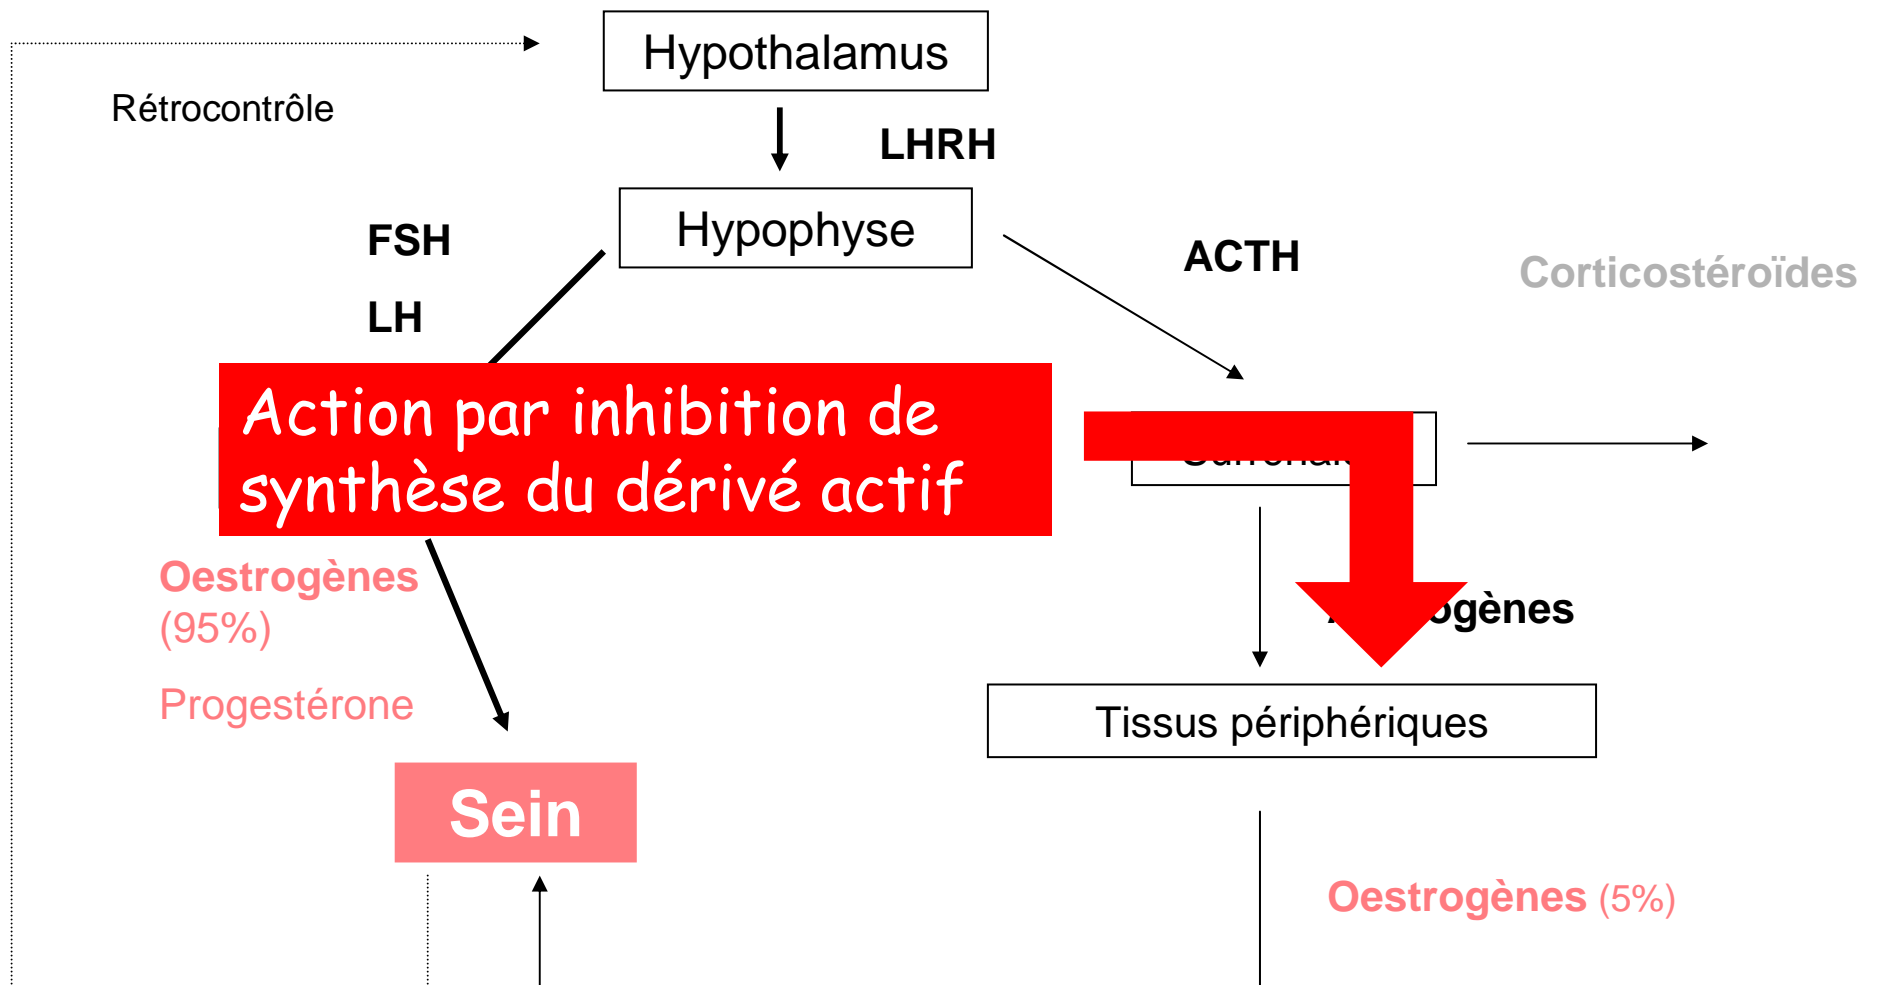 Hypothalamus
Rétrocontrôle
LHRH
Hypophyse
FSH
ACTH
Corticostéroïdes
LH
Action par inhibition de
synthèse du dérivé actif
Oestrogènes
(95%)
Progestérone
Tissus périphériques
Sein
Oestrogènes (5%)